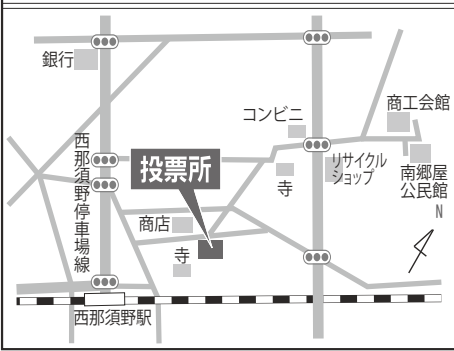 銀行
コンビニ
商工会館
西那須野停車場線
投票所
寺
リサイクル
ショップ
南郷屋
公民館
N
商店
寺
西那須野駅